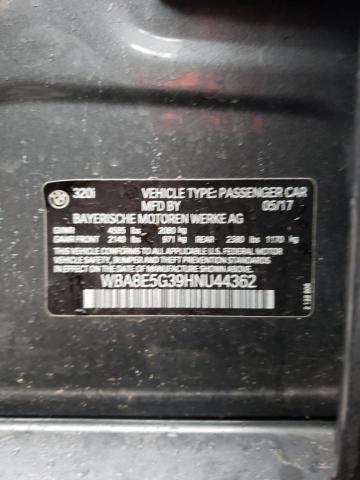 320i VEHICLE TYPE: PASSENGER CAR
MFD BY 05/17
BAYERISCHE MOTOREN WERKE AG
GVWR 4585 lbs 2080 kg
GAWR FRONT 2140 lbs 971 kg REAR 2380 lbs 1170 kg
THIS VEHICLE CONFORMS TO ALL APPLICABLE FEDERAL MOTOR
VEHICLE SAFETY, BUMPER AND THEFT PREVENTION STANDARDS
IN EFFECT ON THE DATE OF MANUFACTURE SHOWN ABOVE.
WBA8E5G39HNU44362